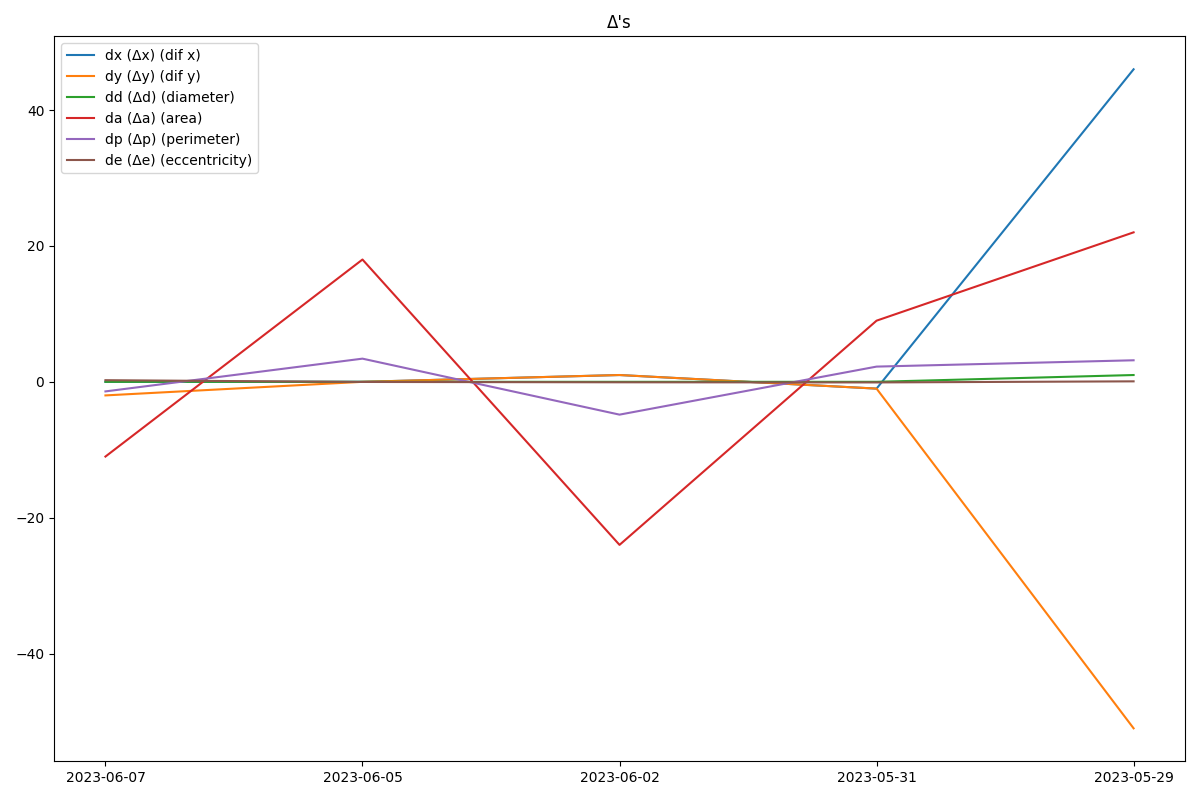 Δ's
dx (Δx) (dif x)
dy (Δy) (dif y)
dd (Δd) (diameter)
da (Δa) (area)
dp (Δp) (perimeter)
de (Δe) (eccentricity)
40
20
0
−20
−40
2023-06-07 2023-06-05 2023-06-02 2023-05-31 2023-05-29